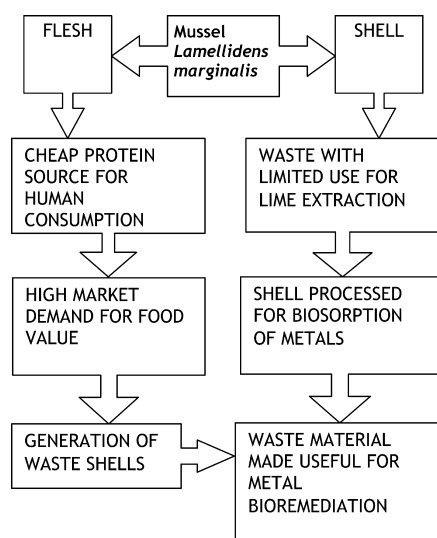 FLESH
Mussel
Lamellidens
marginalis
SHELL
CHEAP PROTEIN
SOURCE FOR
HUMAN
CONSUMPTION
WASTE WITH
LIMITED USE FOR
LIME EXTRACTION
HIGH MARKET
DEMAND FOR FOOD
VALUE
SHELL PROCESSED
FOR BIOSORPTION
OF METALS
GENERATION OF
WASTE SHELLS
WASTE MATERIAL
MADE USEFUL FOR
METAL
BIOREMEDIATION